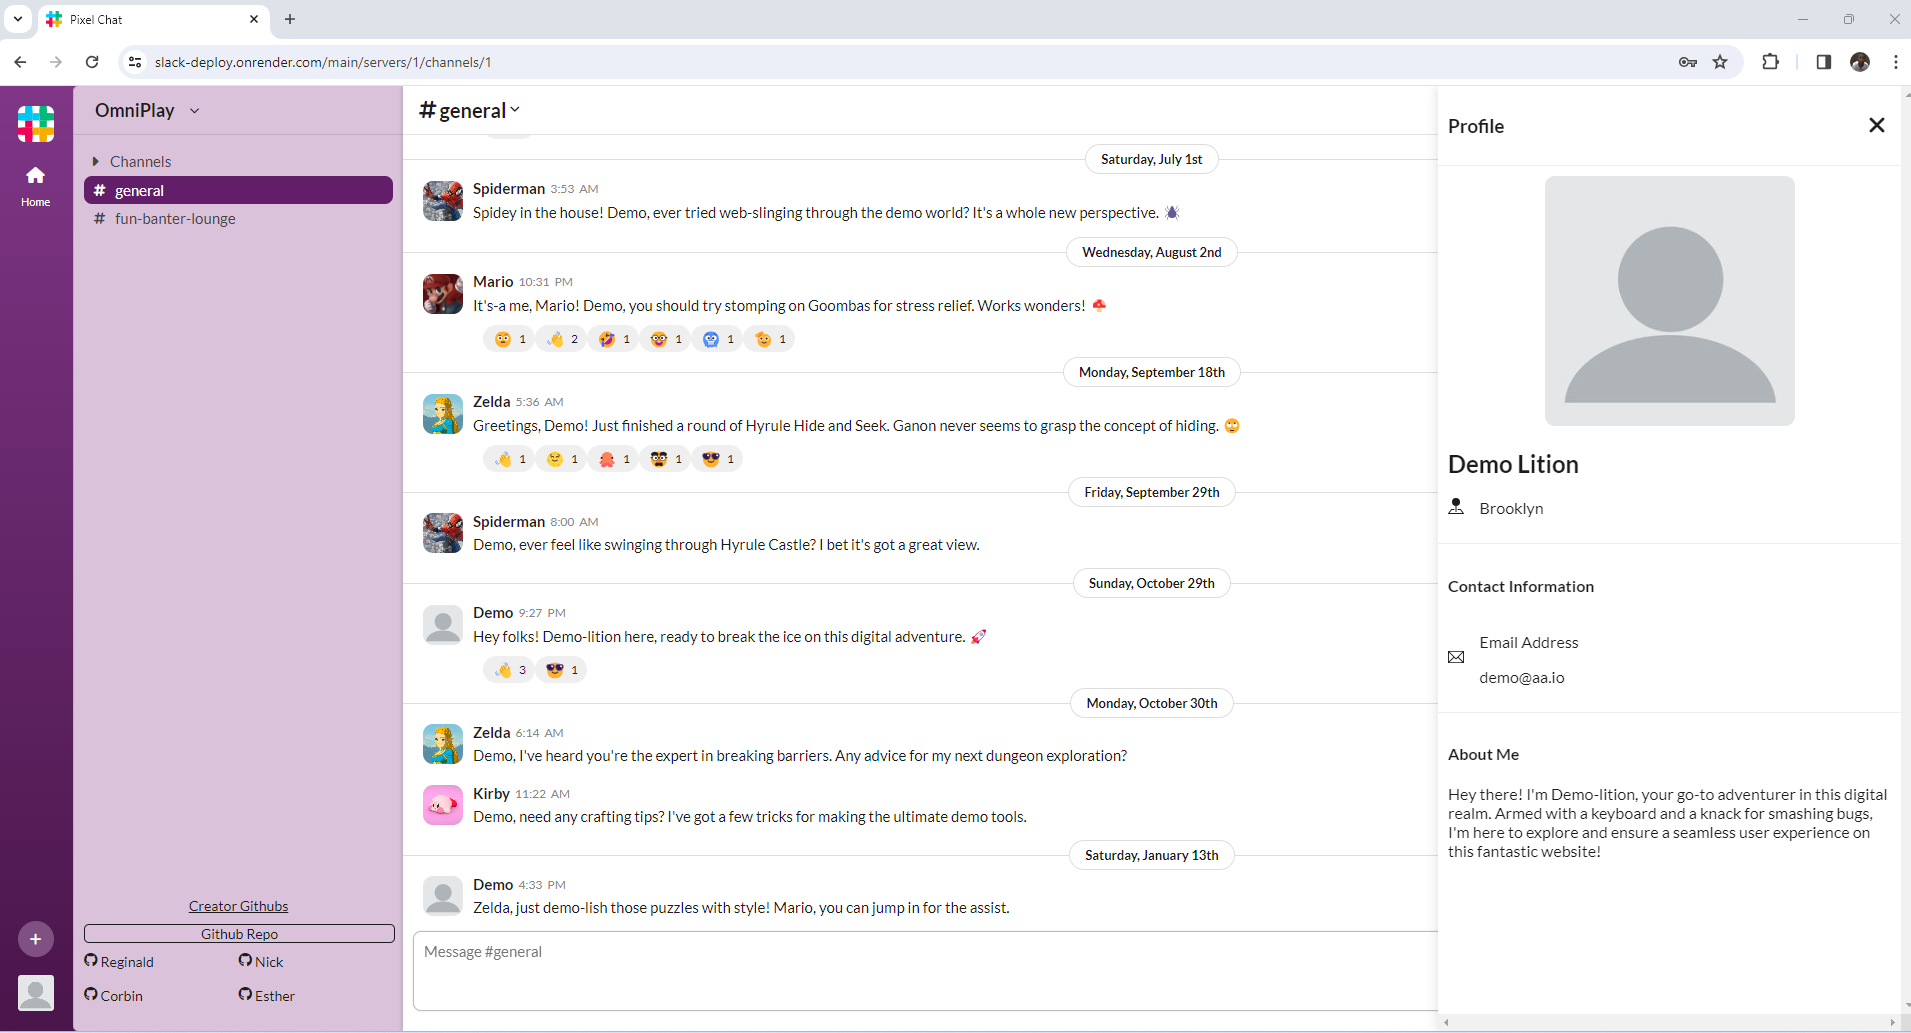 Pixel Chat
slack-deploy.onrender.com/main/servers/1/channels/1
Home
OmniPlay
Channels
# general
# fun-banter-lounge
Creator Githubs
Github Repo
Reginald
Nick
Corbin
Esther
#general
Saturday, July 1st
Spiderman 3:53 AM
Spidey in the house! Demo, ever tried web-slinging through the demo world? It's a whole new perspective. 🕷
Wednesday, August 2nd
Mario 10:31 PM
It's-a me, Mario! Demo, you should try stomping on Goombas for stress relief. Works wonders! 🍄
1 2 1 1 1 1
Monday, September 18th
Zelda 5:36 AM
Greetings, Demo! Just finished a round of Hyrule Hide and Seek. Ganon never seems to grasp the concept of hiding. 🙄
1 1 1 1 1
Friday, September 29th
Spiderman 8:00 AM
Demo, ever feel like swinging through Hyrule Castle? I bet it's got a great view.
Sunday, October 29th
Demo 9:27 PM
Hey folks! Demo-lition here, ready to break the ice on this digital adventure. 🚀
3 1
Monday, October 30th
Zelda 6:14 AM
Demo, I've heard you're the expert in breaking barriers. Any advice for my next dungeon exploration?
Kirby 11:22 AM
Demo, need any crafting tips? I've got a few tricks for making the ultimate demo tools.
Saturday, January 13th
Demo 4:33 PM
Zelda, just demo-lish those puzzles with style! Mario, you can jump in for the assist.
Message #general
Profile
Demo Lition
Brooklyn
Contact Information
Email Address
demo@aa.io
About Me
Hey there! I'm Demo-lition, your go-to adventurer in this digital
realm. Armed with a keyboard and a knack for smashing bugs,
I'm here to explore and ensure a seamless user experience on
this fantastic website!